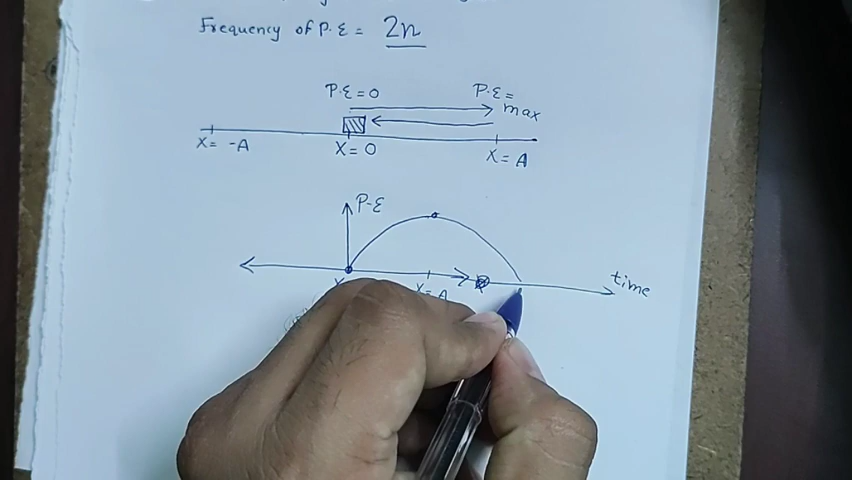 Frequency of P.E = 2n
P.E=0 P.E=
max
X= -A X=0 X= A
P-E
time
X=A